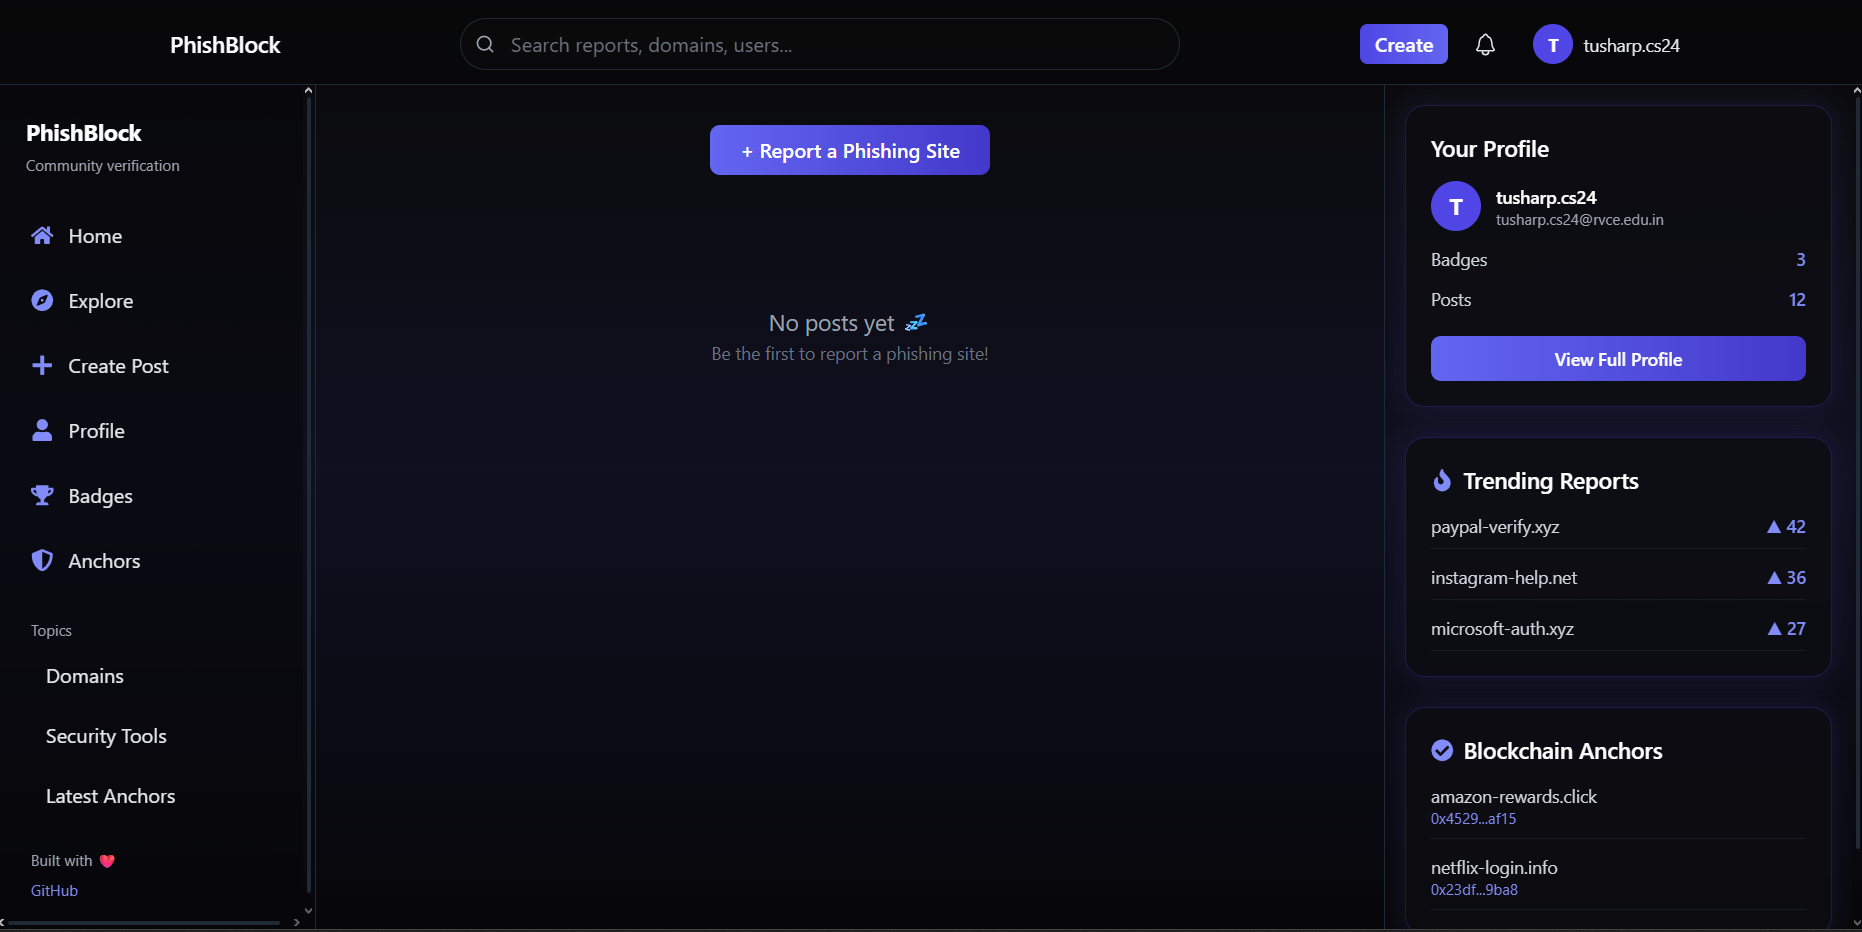 PhishBlock
Search reports, domains, users...
Create
T
tusharp.cs24
PhishBlock
Community verification
Home
Explore
Create Post
Profile
Badges
Anchors
Topics
Domains
Security Tools
Latest Anchors
Built with ❤️
GitHub
+ Report a Phishing Site
No posts yet 💤
Be the first to report a phishing site!
Your Profile
T
tusharp.cs24
tusharp.cs24@rvce.edu.in
Badges 3
Posts 12
View Full Profile
Trending Reports
paypal-verify.xyz ▲ 42
instagram-help.net ▲ 36
microsoft-auth.xyz ▲ 27
Blockchain Anchors
amazon-rewards.click
0x4529...af15
netflix-login.info
0x23df...9ba8